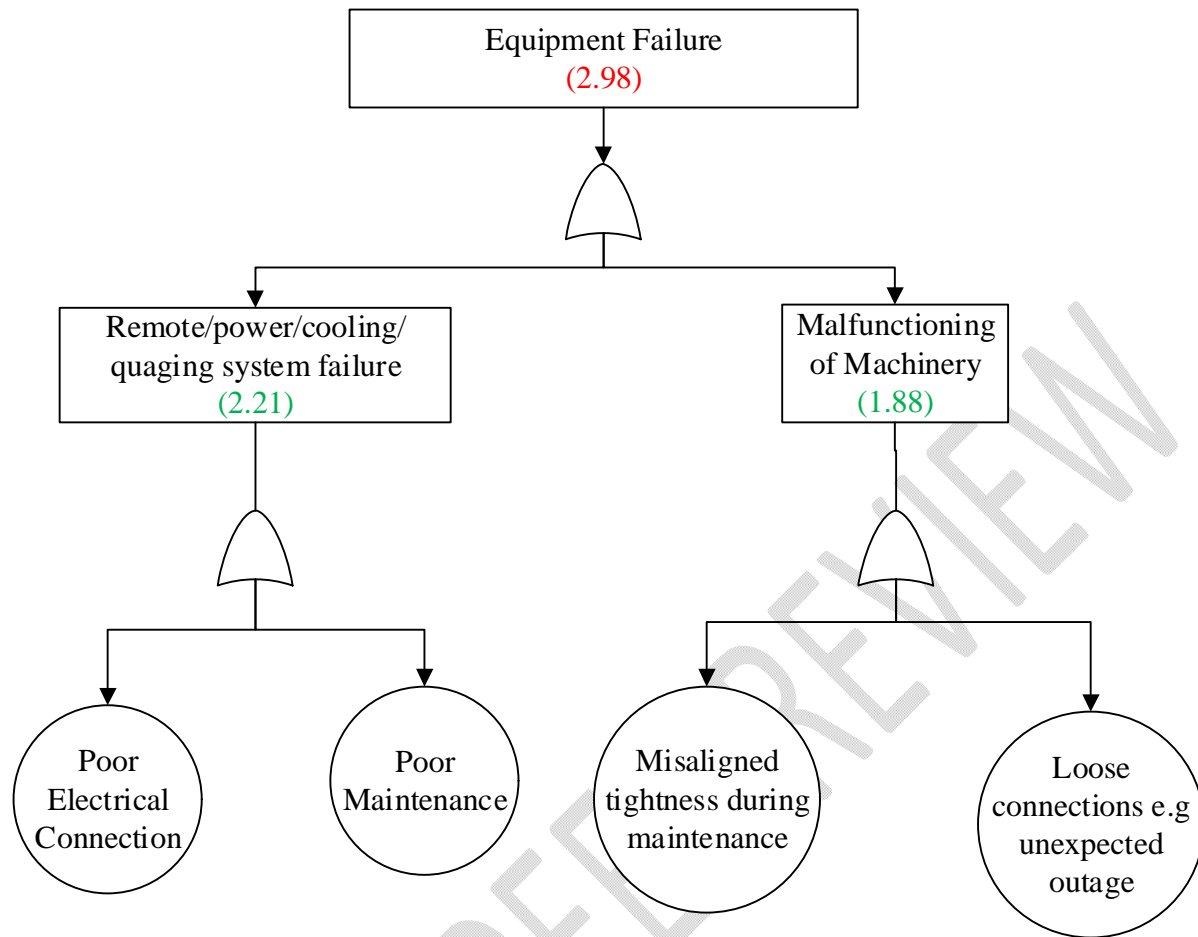 Equipment Failure
(2.98)
Remote/power/cooling/
quaging system failure
(2.21)
Malfunctioning
of Machinery
(1.88)
Poor
Electrical
Connection
Poor
Maintenance
Misaligned
tightness during
maintenance
Loose
connections e.g
unexpected
outage
REVIEW